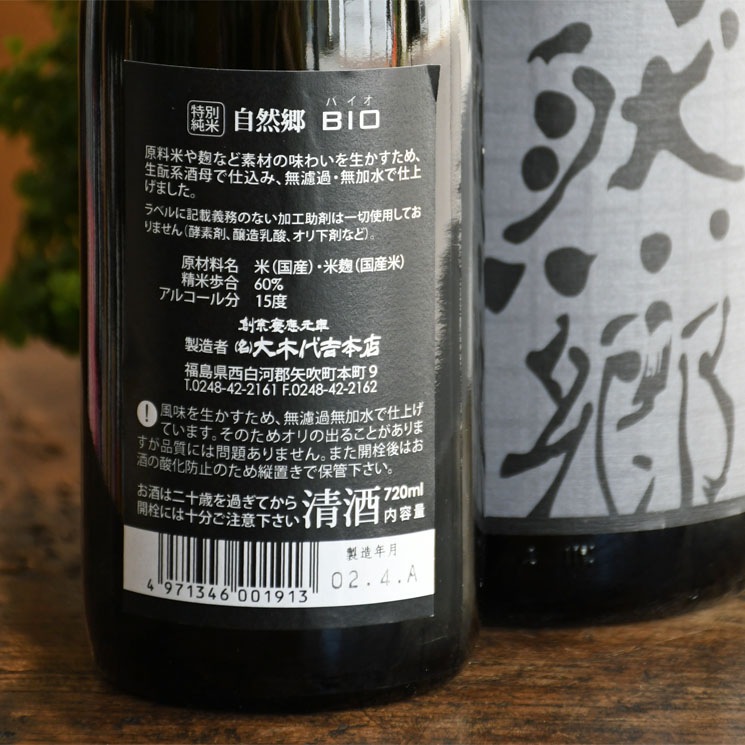 特別純米 自然郷 BIO
バイオ
原料米や麹など素材の味わいを生かすため、
生酛系酒母で仕込み、無濾過・無加水で仕上
げました。
ラベルに記載義務のない加工助剤は一切使用してお
りません(酵素剤、醸造乳酸、オリ下剤など)。
原材料名 米(国産)・米麹(国産米)
精米歩合 60%
アルコール分 15度
創業慶應元年
製造者 (名)大木代吉本店
福島県西白河郡矢吹町本町9
T.0248-42-2161 F.0248-42-2162
! 風味を生かすため、無濾過無加水で仕上げ
ています。そのためオリの出ることがありま
すが品質には問題ありません。また開栓後はお
酒の酸化防止のため縦置きで保管下さい。
お酒は二十歳を過ぎてから
開栓には十分ご注意下さい
清酒
720ml
内容量
製造年月
02.4.A
4 971346 001913
然郷